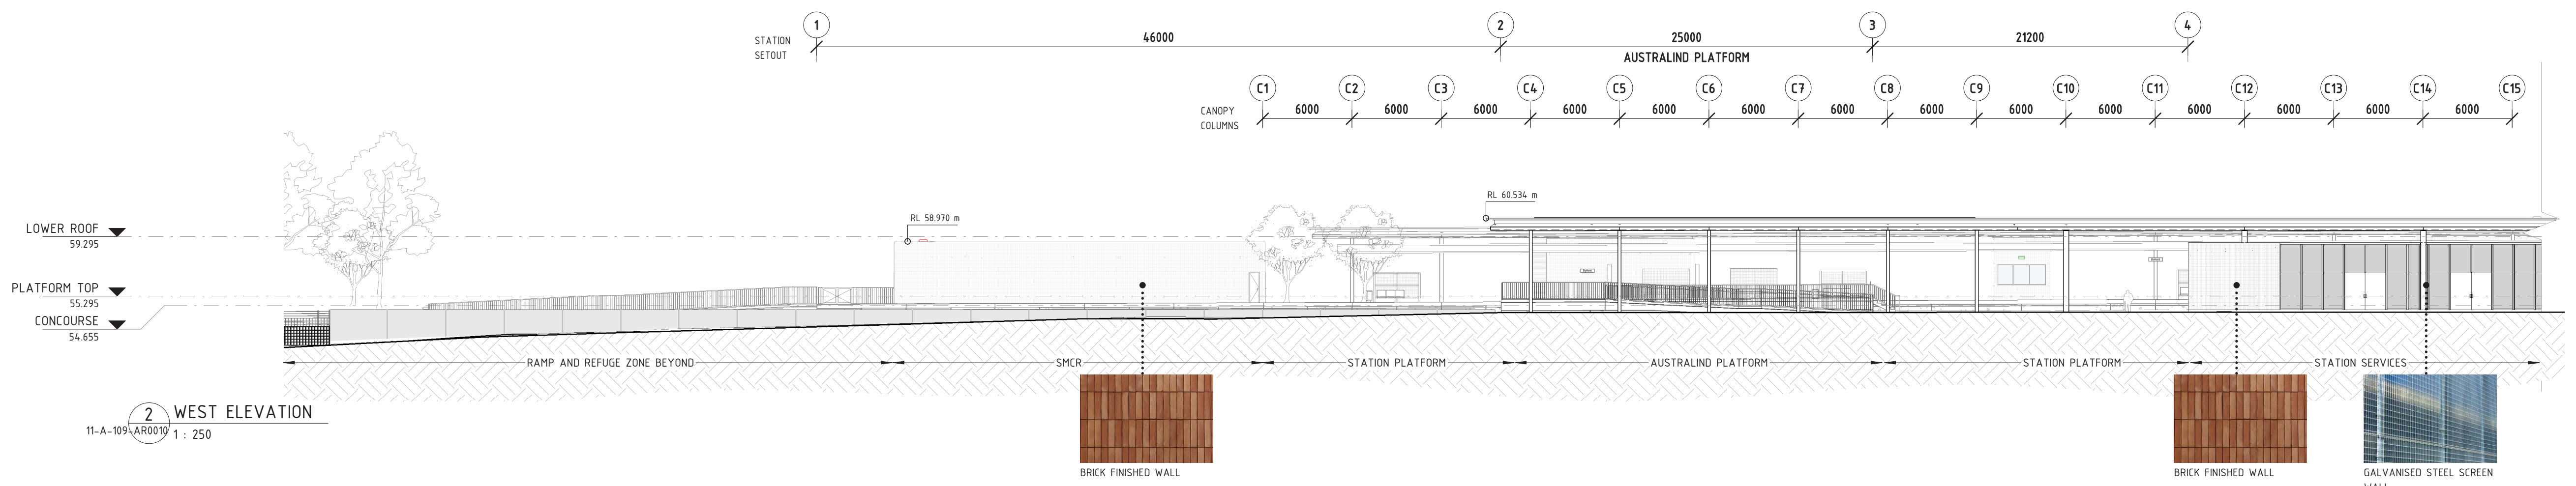 1 2 3 4
STATION
SETOUT
46000 25000 21200
AUSTRALIND PLATFORM
C1 C2 C3 C4 C5 C6 C7 C8 C9 C10 C11 C12 C13 C14 C15
CANOPY
COLUMNS
6000 6000 6000 6000 6000 6000 6000 6000 6000 6000 6000 6000 6000 6000
RL 60.534 m
RL 58.970 m
LOWER ROOF
59.295
PLATFORM TOP
55.295
CONCOURSE
54.655
RAMP AND REFUGE ZONE BEYOND SMCR STATION PLATFORM AUSTRALIND PLATFORM STATION PLATFORM STATION SERVICES
2 WEST ELEVATION
11-A-109-AR0010 1 : 250
BRICK FINISHED WALL BRICK FINISHED WALL GALVANISED STEEL SCREEN
WALL